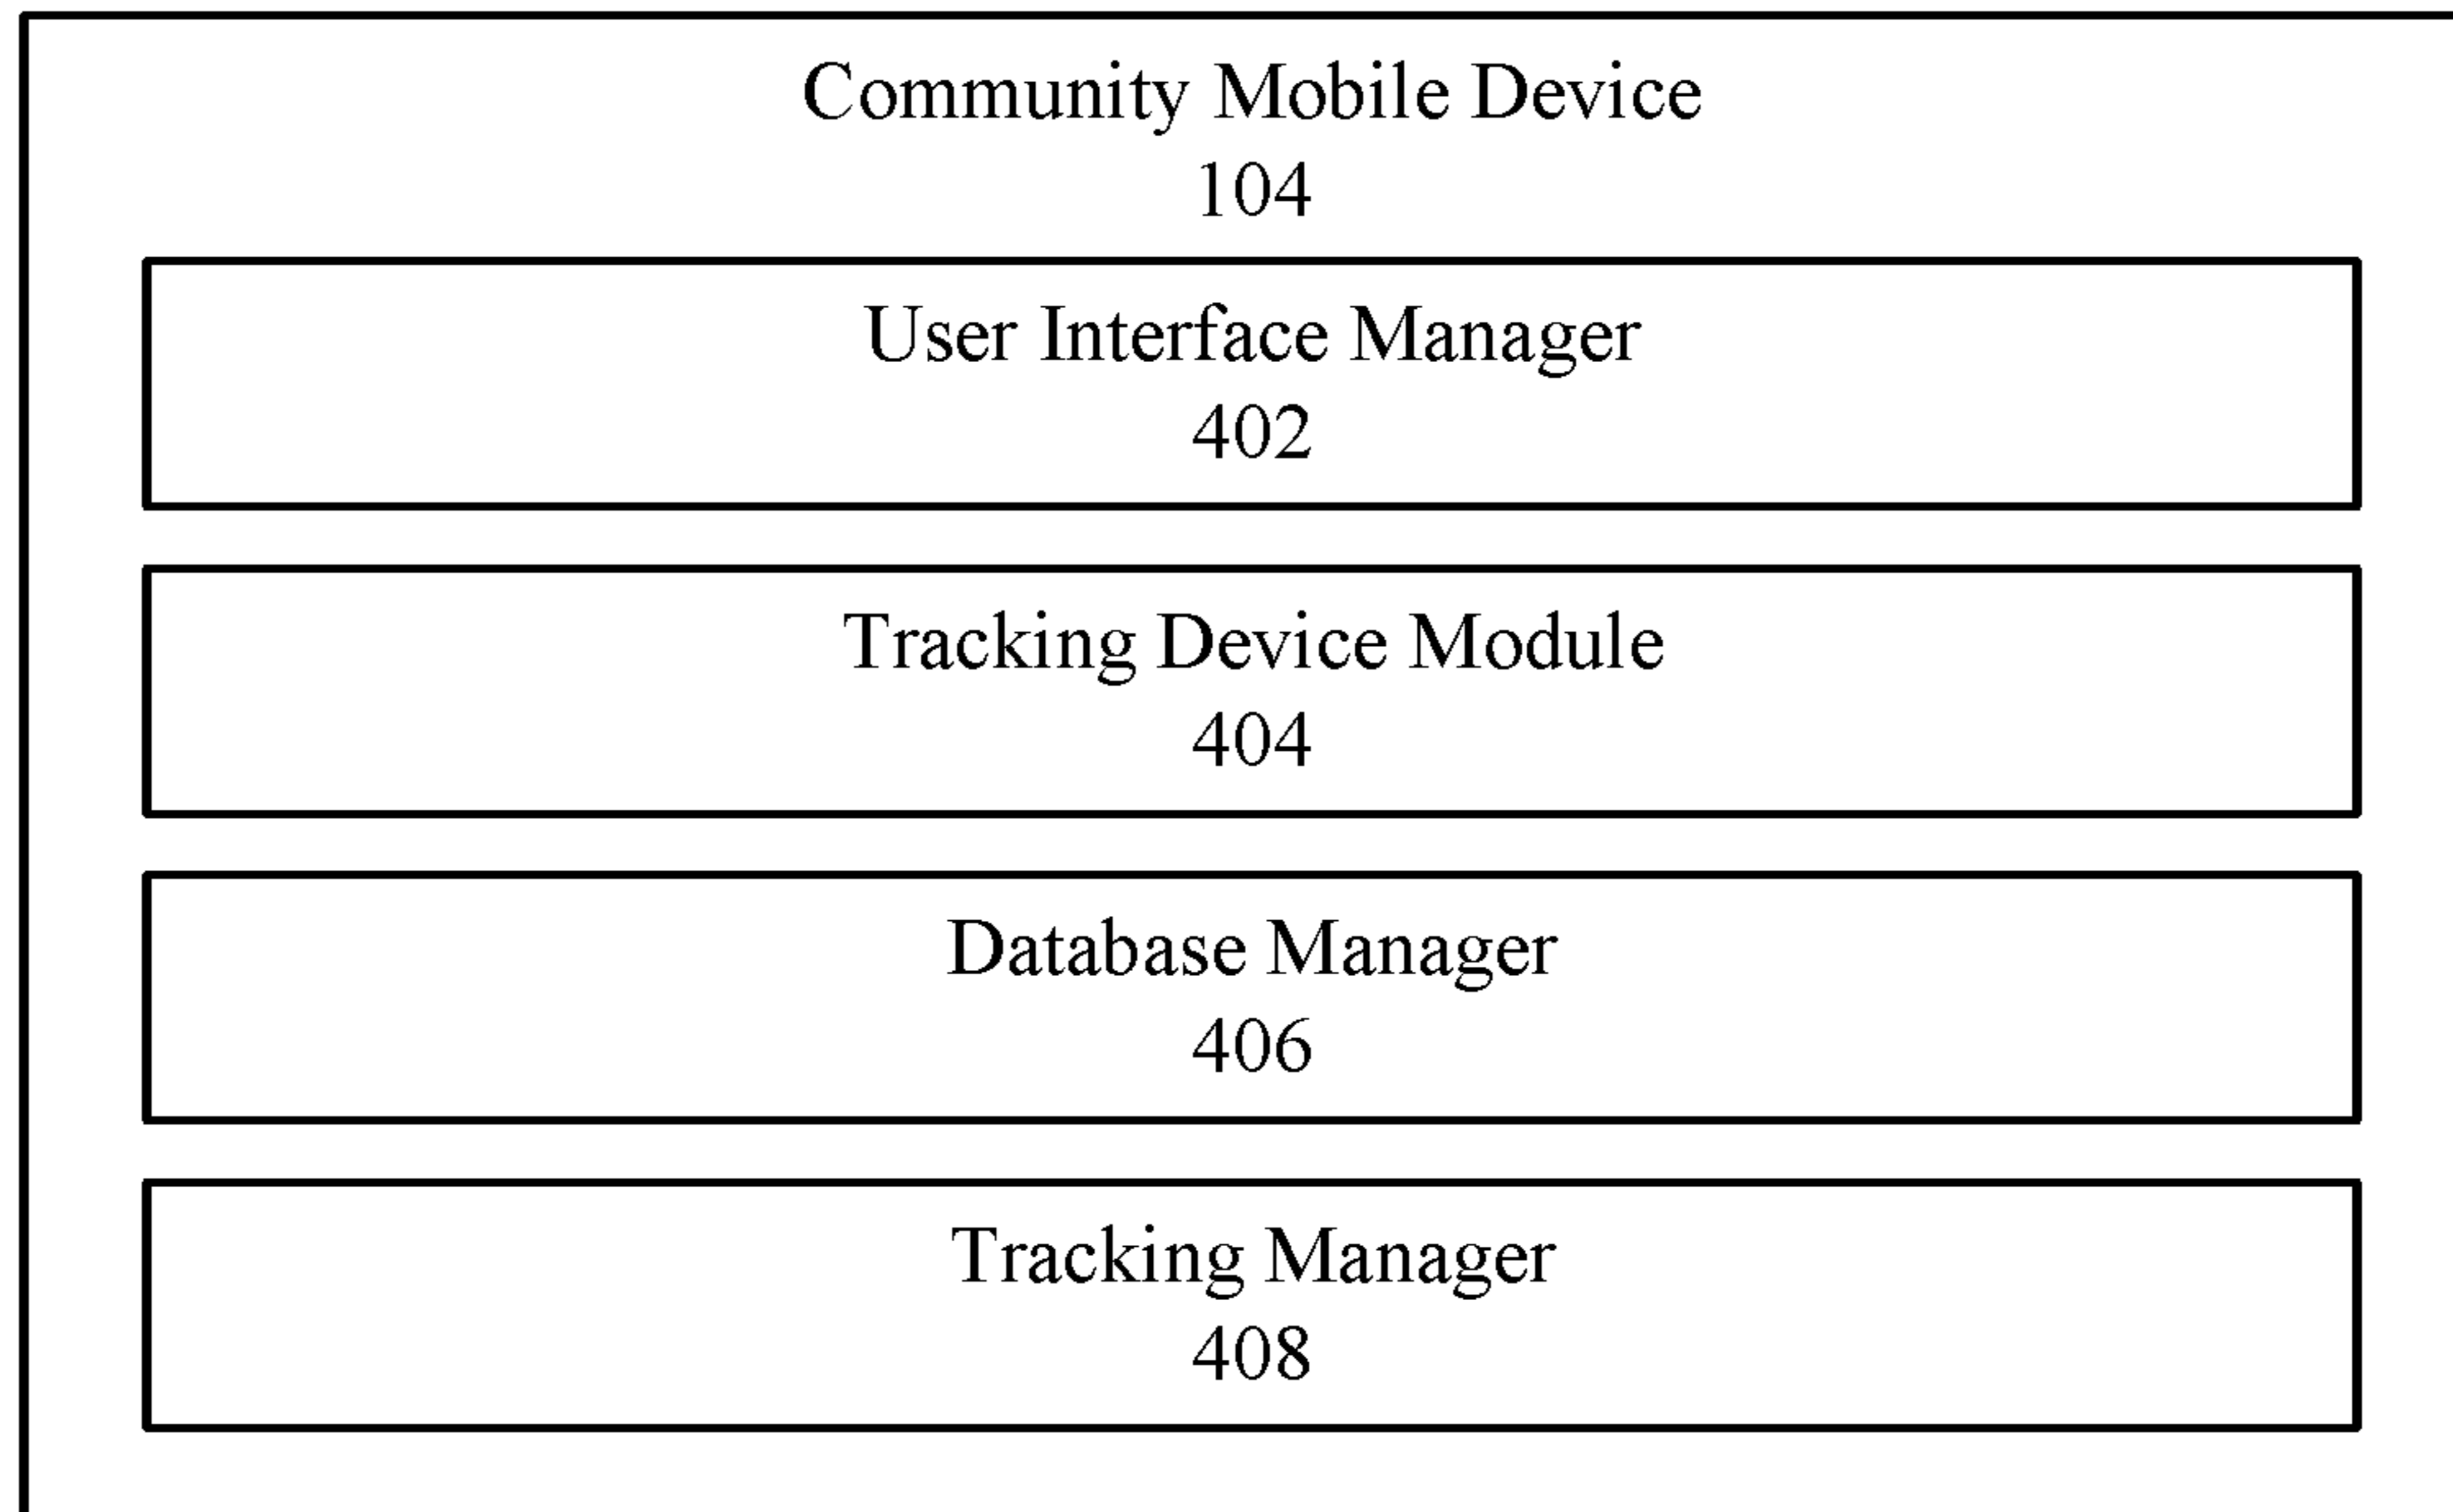 Community Mobile Device
104
User Interface Manager
402
Tracking Device Module
404
Database Manager
406
Tracking Manager
408